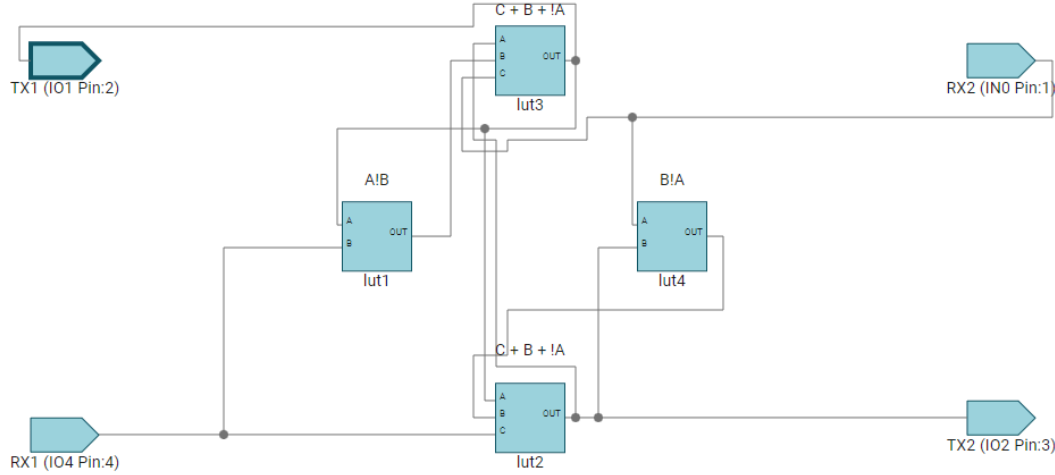 C + B + !A
A
B
C
OUT
lut3
TX1 (IO1 Pin:2)
RX2 (IN0 Pin:1)
A!B
A
B
OUT
lut1
B!A
A
B
OUT
lut4
C + B + !A
A
B
C
OUT
lut2
RX1 (IO4 Pin:4)
TX2 (IO2 Pin:3)